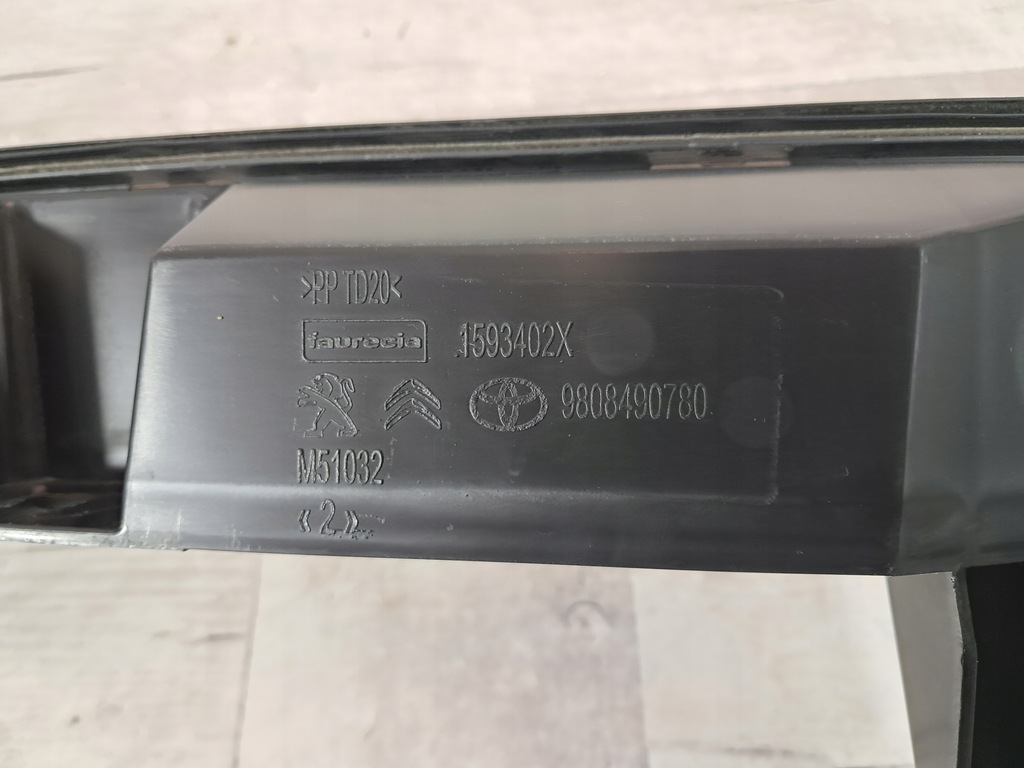 >PP TD20<
faurecia 1593402X
9808490780
M51032
«2»